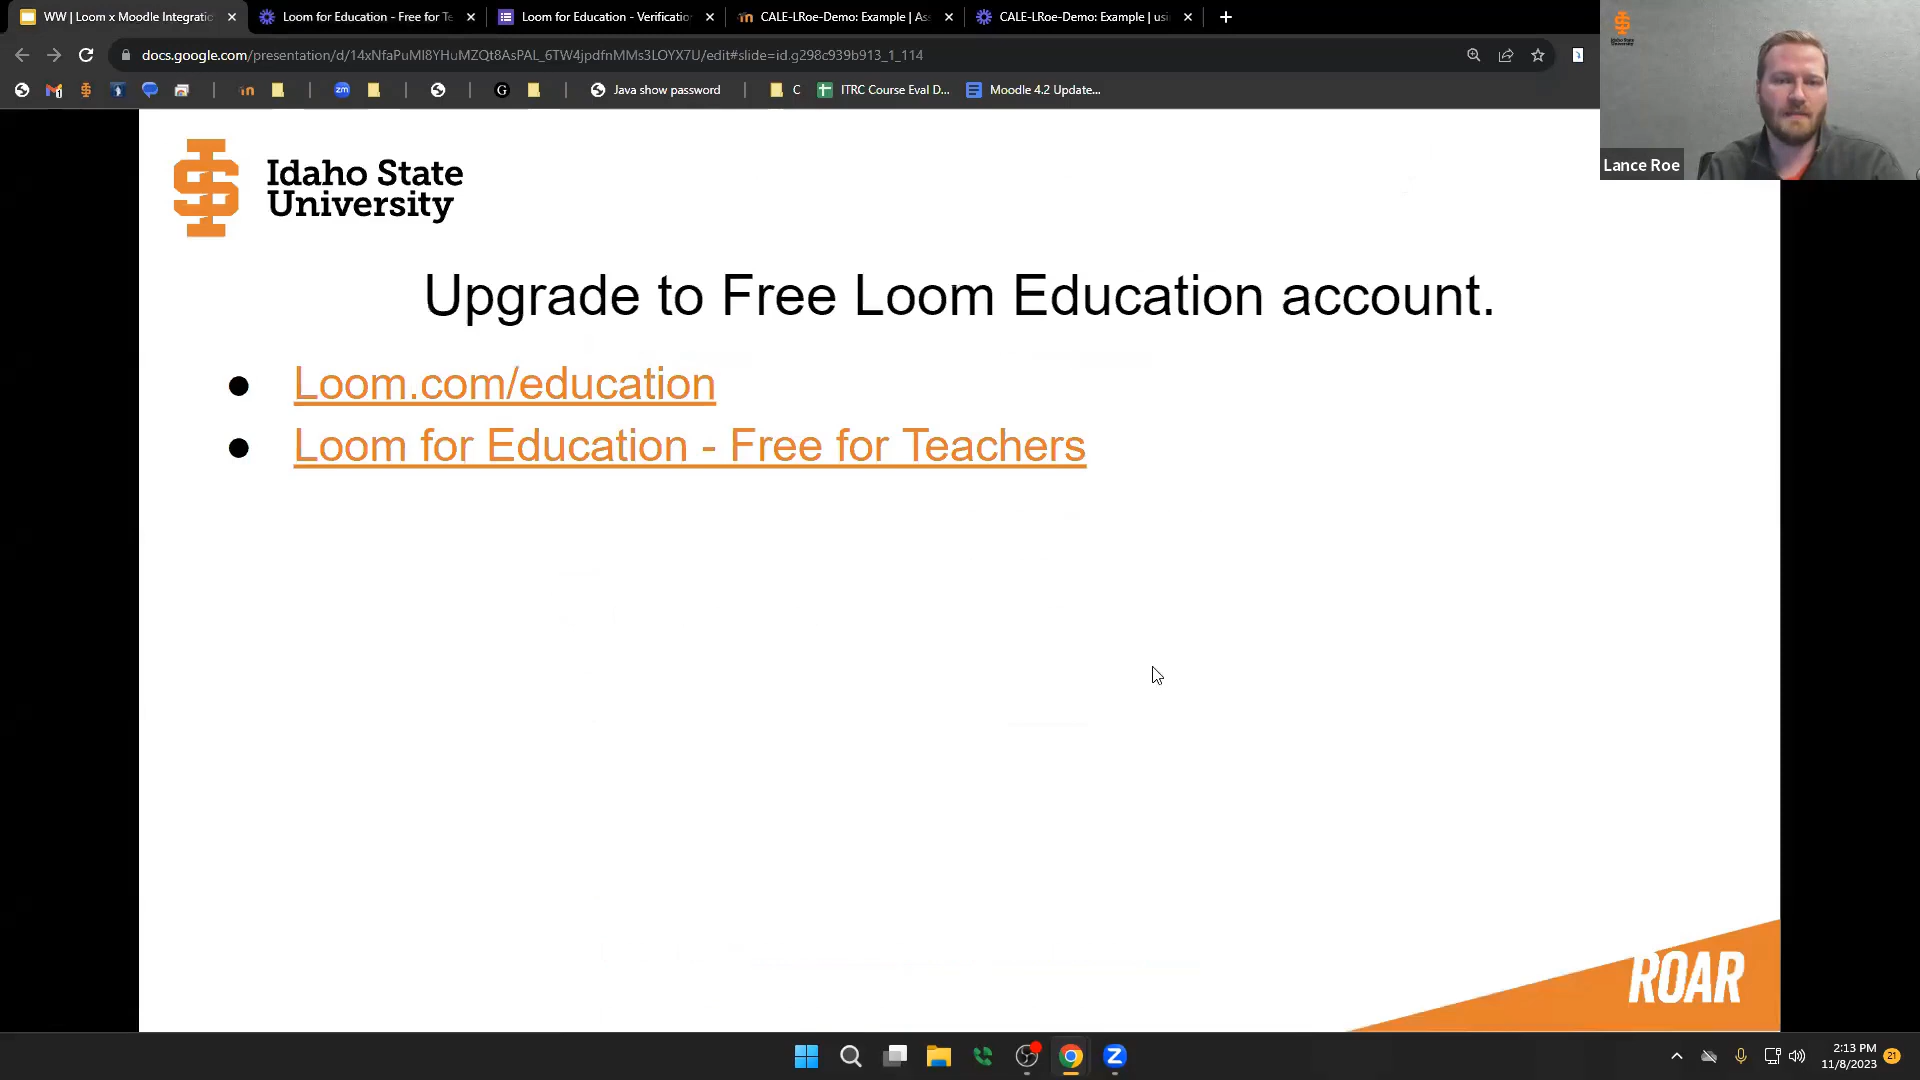 WW | Loom x Moodle Integratio
Loom for Education - Free for Te
Loom for Education - Verification
CALE-LRoe-Demo: Example | As
CALE-LRoe-Demo: Example | usi
docs.google.com/presentation/d/14xNfaPuMl8YHuMZQt8AsPAL_6TW4jpdfnMMs3LOYX7U/edit#slide=id.g298c939b913_1_114
Java show password
C
ITRC Course Eval D...
Moodle 4.2 Update...
Lance Roe
Idaho State
University
Upgrade to Free Loom Education account.
● Loom.com/education
● Loom for Education - Free for Teachers
ROAR
2:13 PM
11/8/2023
21